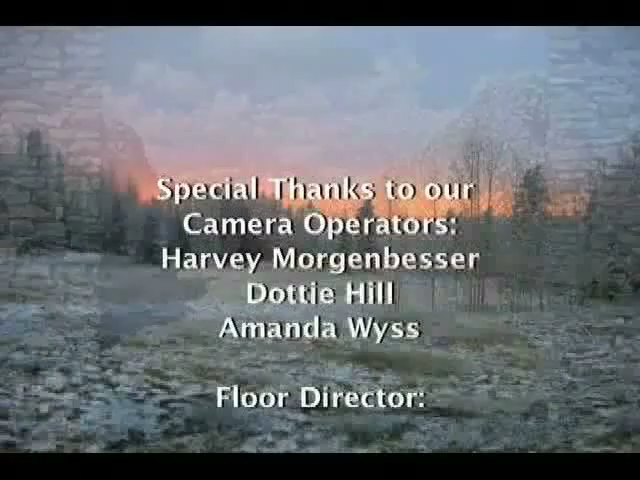 Special Thanks to our
Camera Operators:
Harvey Morgenbesser
Dottie Hill
Amanda Wyss
Floor Director: